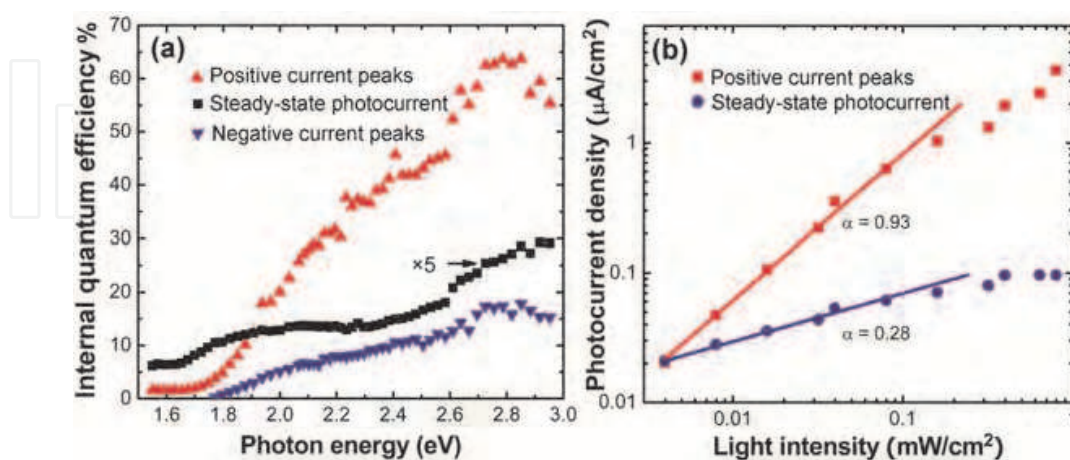 (a)
Positive current peaks
Steady-state photocurrent
Negative current peaks
×5
Internal quantum efficiency %
70
60
50
40
30
20
10
0
1.6 1.8 2.0 2.2 2.4 2.6 2.8 3.0
Photon energy (eV)
(b)
Positive current peaks
Steady-state photocurrent
α = 0.93
α = 0.28
Photocurrent density (μA/cm²)
1
0.1
0.01
0.01 0.1 1
Light intensity (mW/cm²)